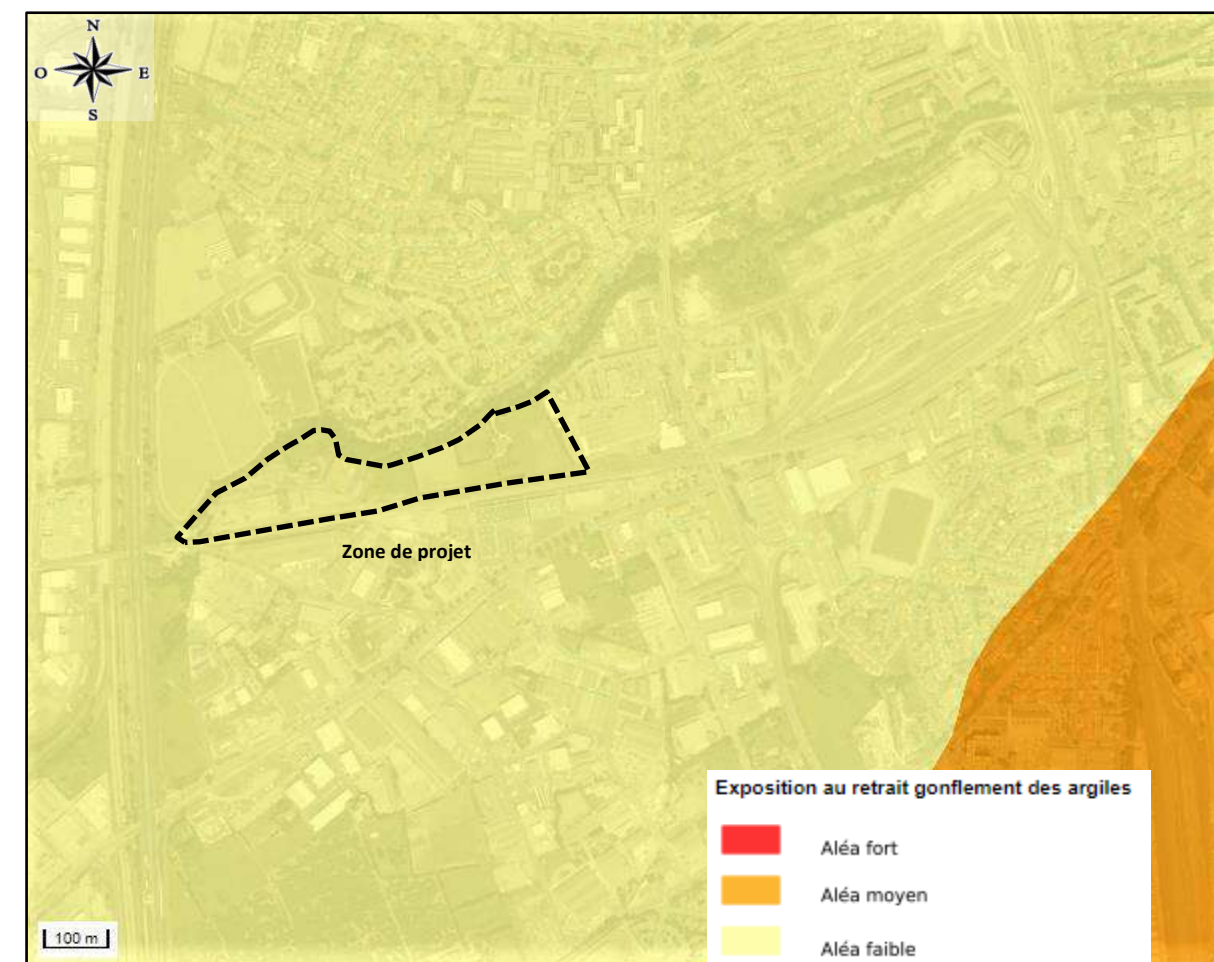 N
O E
S
Zone de projet
Exposition au retrait gonflement des argiles
Aléa fort
Aléa moyen
Aléa faible
100 m